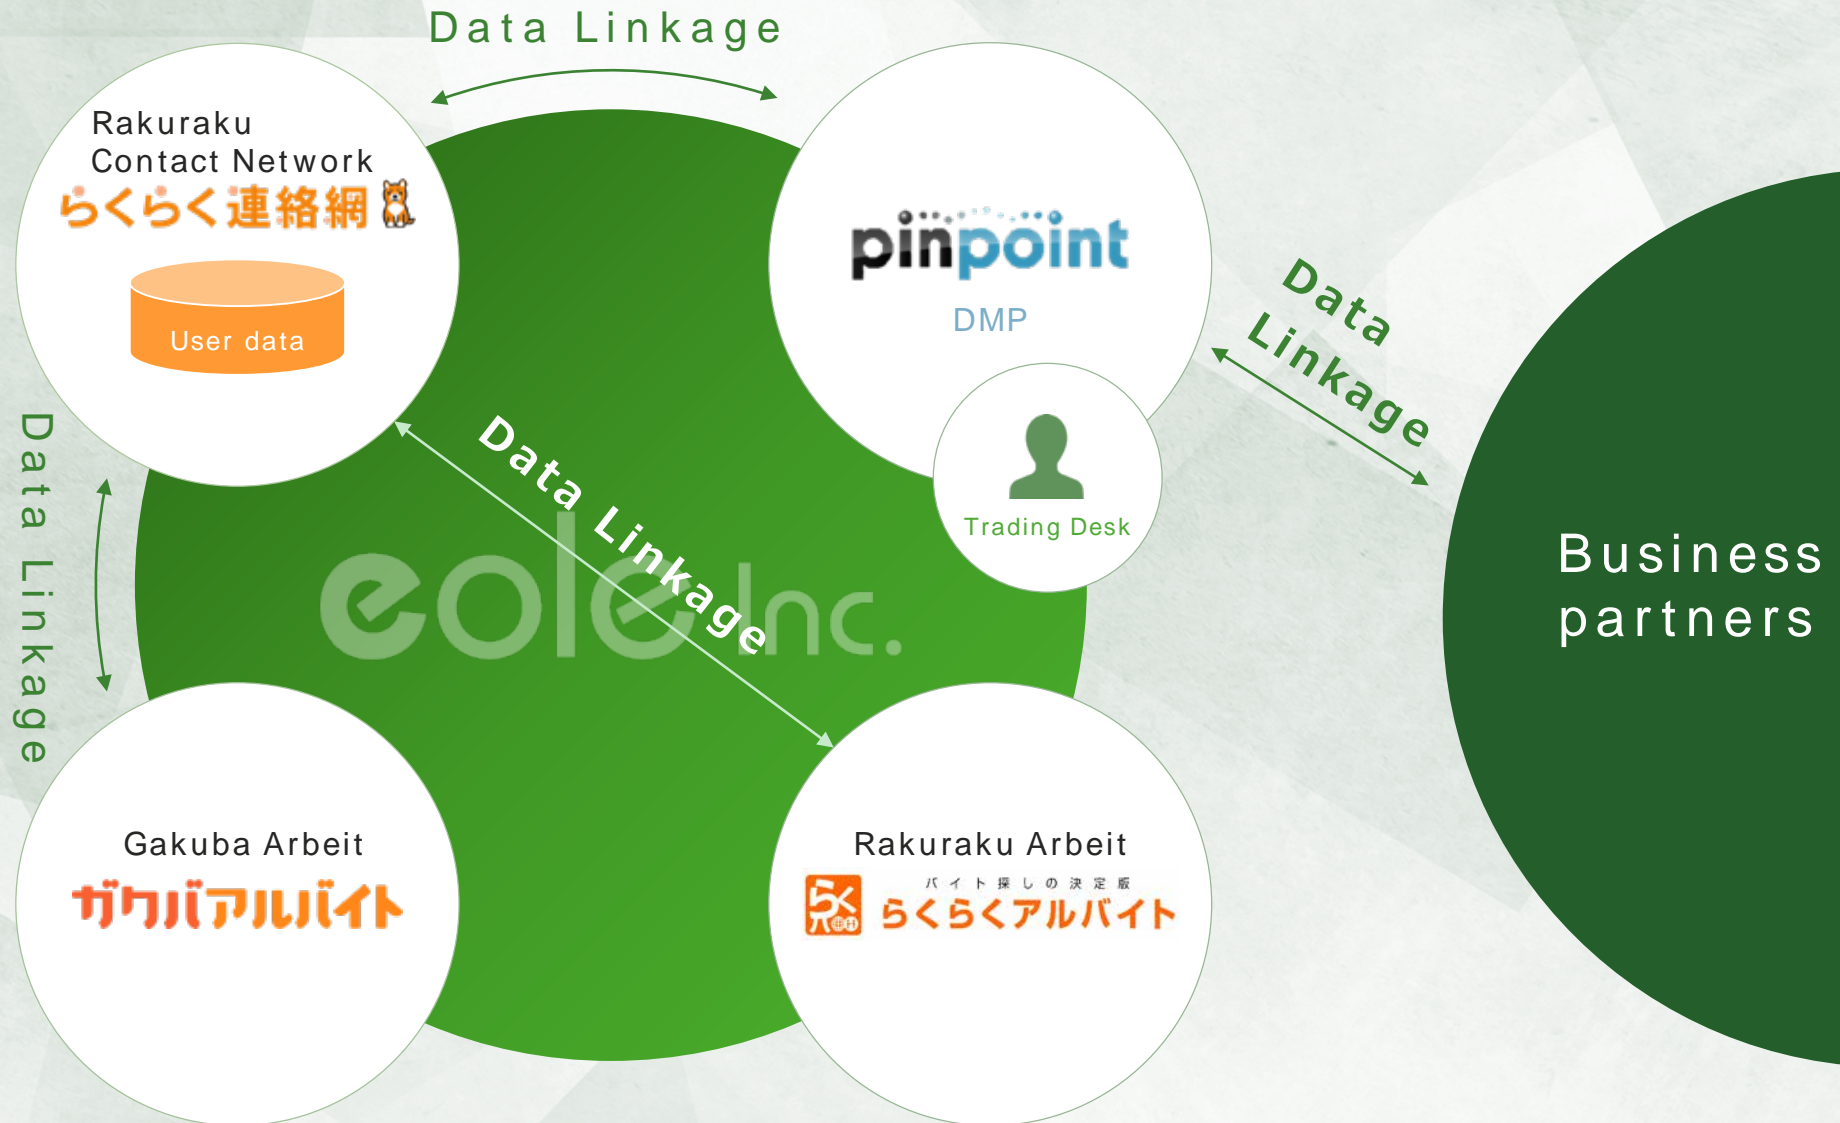 Data Linkage
Rakuraku
Contact Network
らくらく連絡網
User data
pinpoint
DMP
Trading Desk
Data
Linkage
Business
partners
Data Linkage
Data Linkage
eole Inc.
Gakuba Arbeit
ガクバアルバイト
Rakuraku Arbeit
バイト探しの決定版
らくらくアルバイト